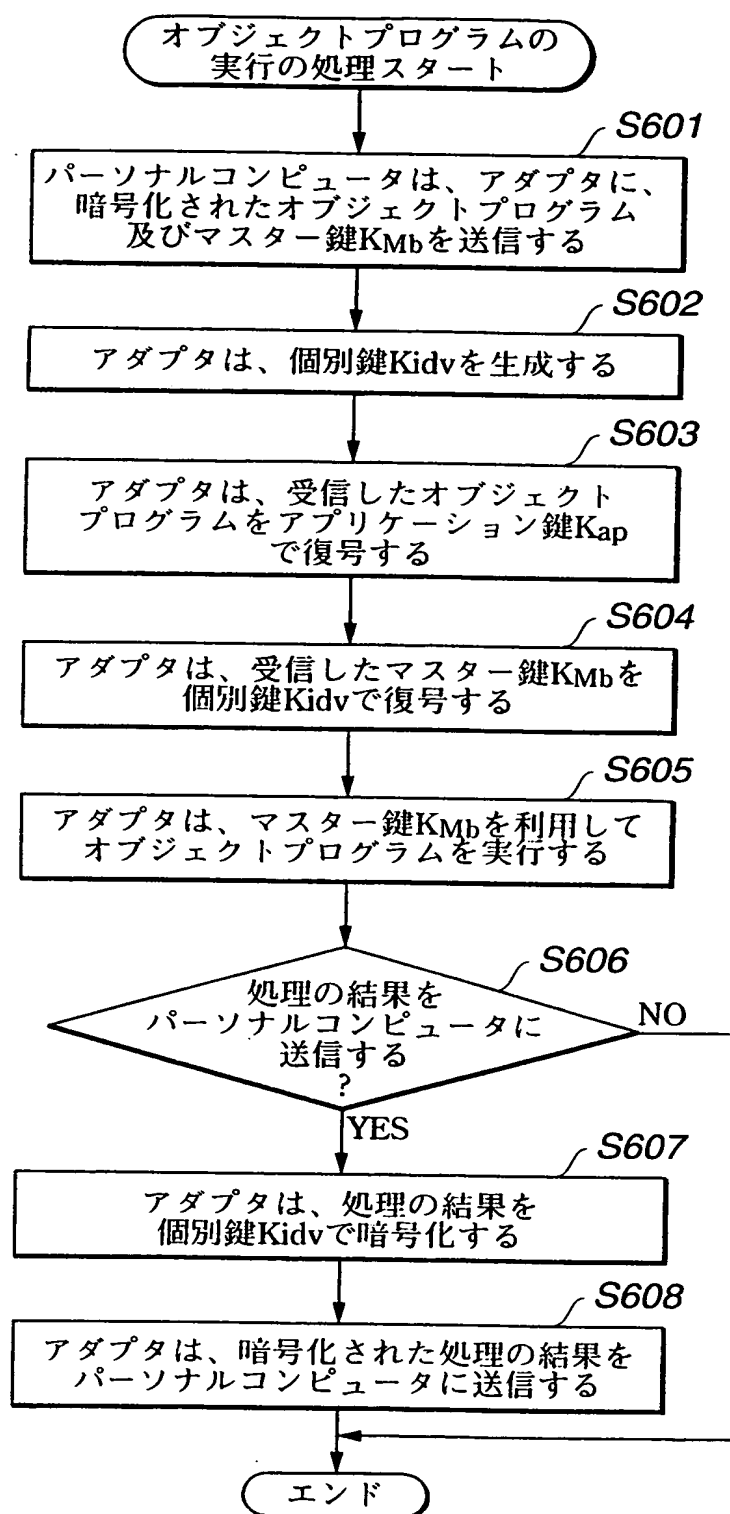 オブジェクトプログラムの
実行の処理スタート
S601
パーソナルコンピュータは、アダプタに、
暗号化されたオブジェクトプログラム
及びマスター鍵KMbを送信する
S602
アダプタは、個別鍵Kidvを生成する
S603
アダプタは、受信したオブジェクト
プログラムをアプリケーション鍵Kap
で復号する
S604
アダプタは、受信したマスター鍵KMbを
個別鍵Kidvで復号する
S605
アダプタは、マスター鍵KMbを利用して
オブジェクトプログラムを実行する
S606
処理の結果を
パーソナルコンピュータに
送信する
?
NO
YES
S607
アダプタは、処理の結果を
個別鍵Kidvで暗号化する
S608
アダプタは、暗号化された処理の結果を
パーソナルコンピュータに送信する
エンド